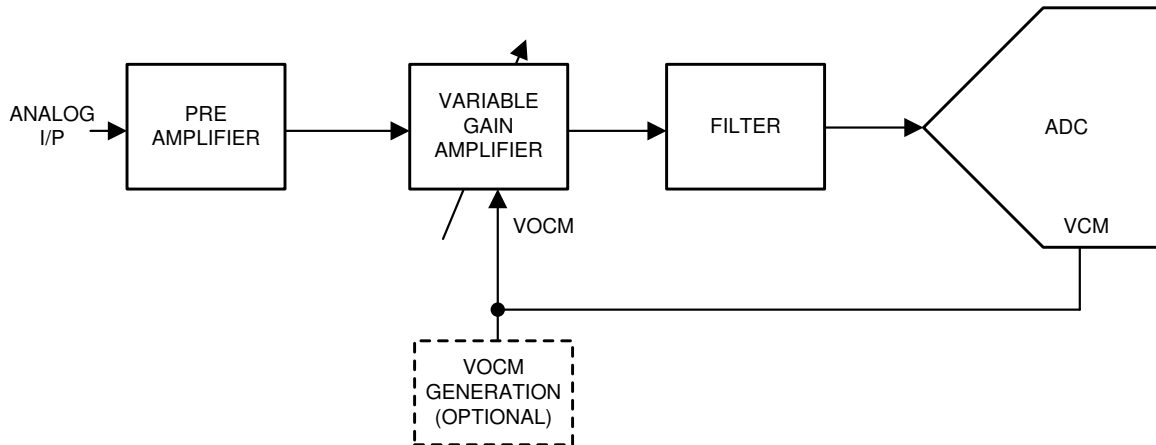 ANALOG
I/P
PRE
AMPLIFIER
VARIABLE
GAIN
AMPLIFIER
FILTER
ADC
VOCM
VCM
VOCM
GENERATION
(OPTIONAL)